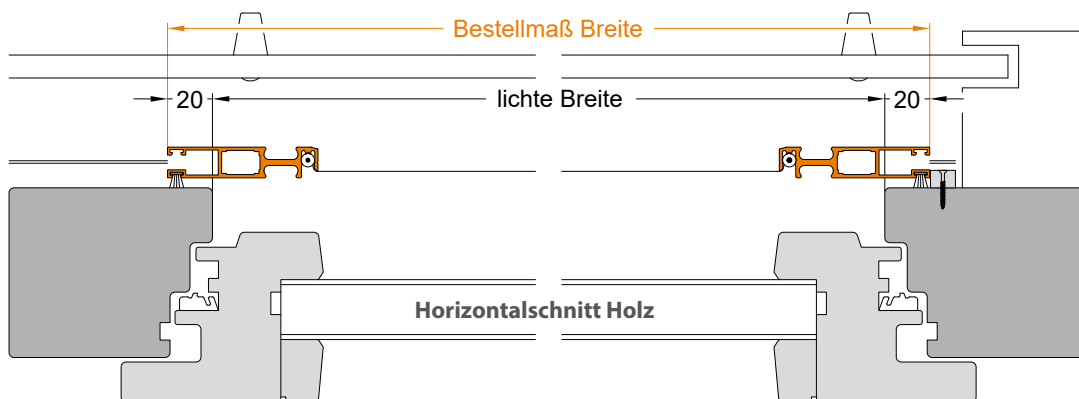 Bestellmaß Breite
20 lichte Breite 20
Horizontalschnitt Holz